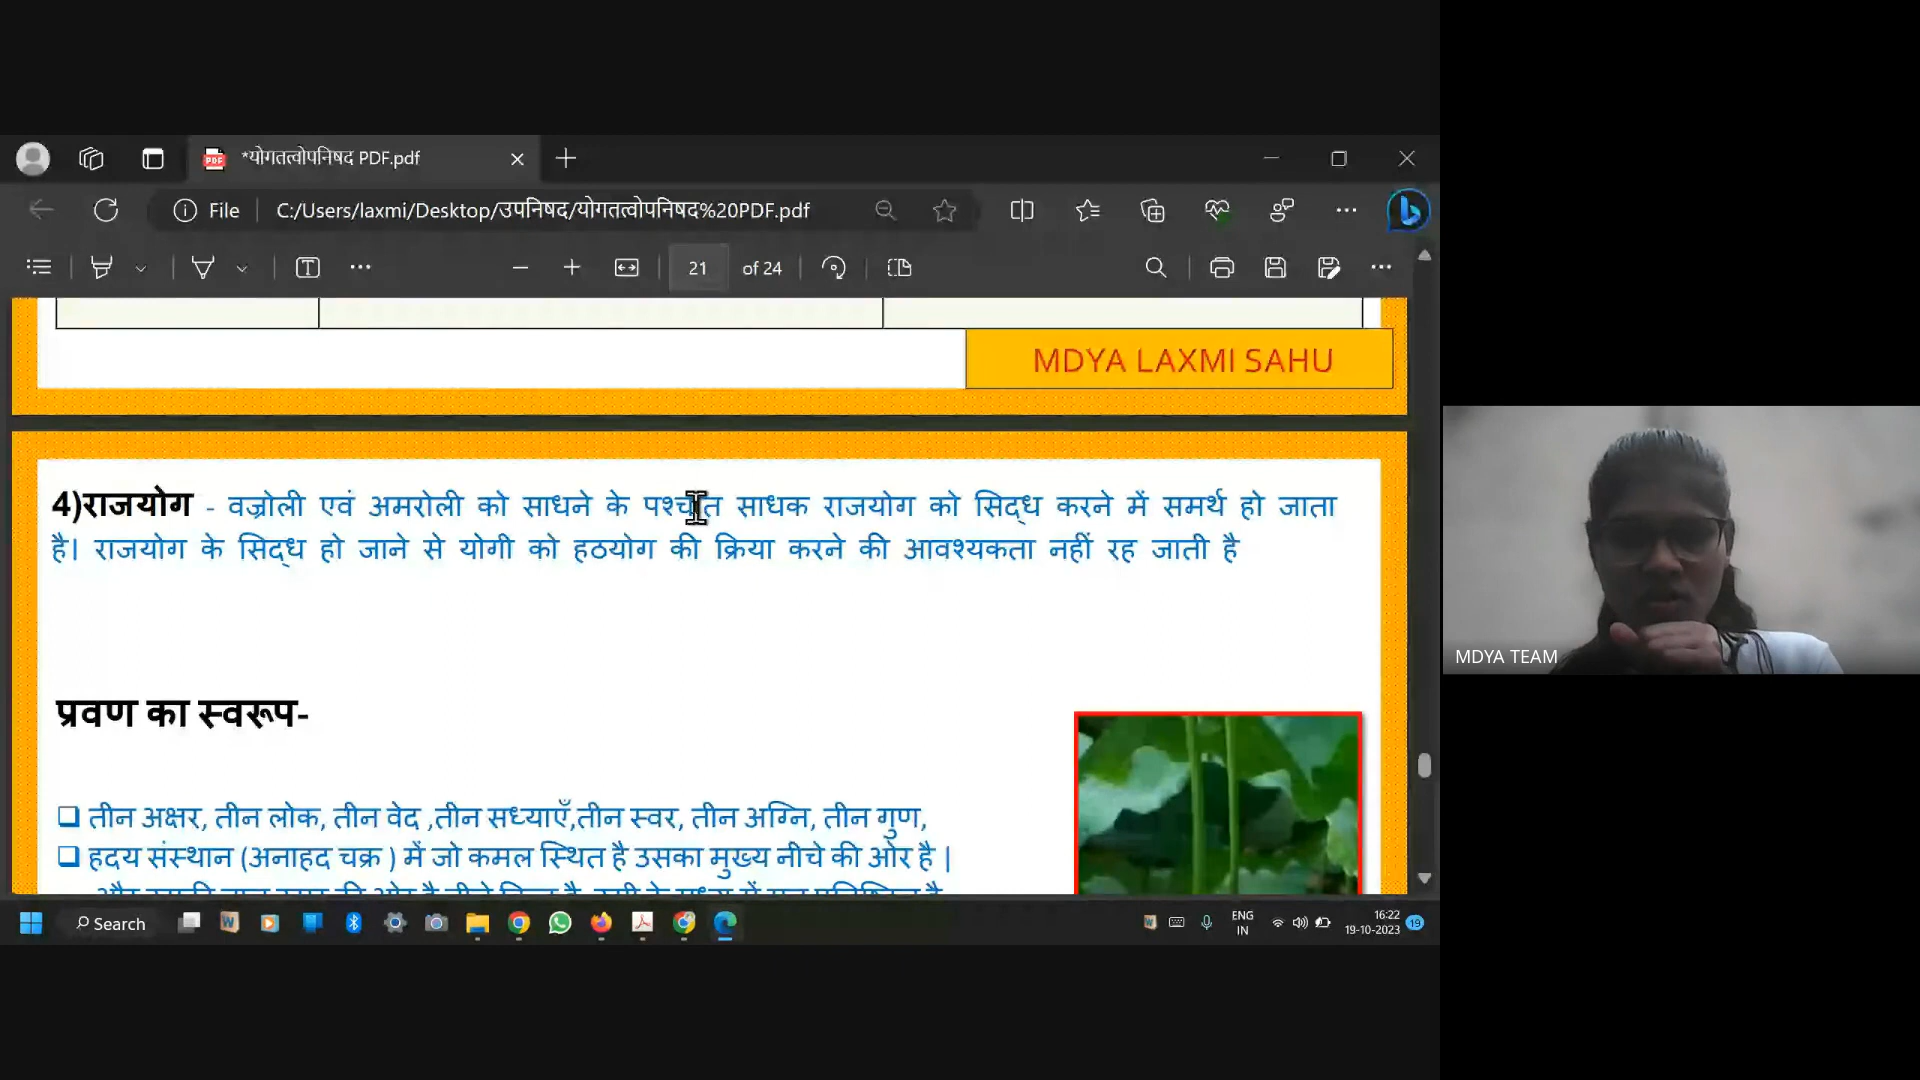 *योगतत्वोपनिषद PDF.pdf
File
C:/Users/laxmi/Desktop/उपनिषद/योगतत्वोपनिषद%20PDF.pdf
21 of 24
MDYA LAXMI SAHU
4)राजयोग - वज्रोली एवं अमरोली को साधने के पश्चात साधक राजयोग को सिद्ध करने में समर्थ हो जाता
है। राजयोग के सिद्ध हो जाने से योगी को हठयोग की क्रिया करने की आवश्यकता नहीं रह जाती है
प्रवण का स्वरूप-
❑ तीन अक्षर, तीन लोक, तीन वेद ,तीन सध्याएँ,तीन स्वर, तीन अग्नि, तीन गुण,
❑ हृदय संस्थान (अनाहद चक्र ) में जो कमल स्थित है उसका मुख्य नीचे की ओर है |
MDYA TEAM
Search
ENG
IN
16:22
19-10-2023
19